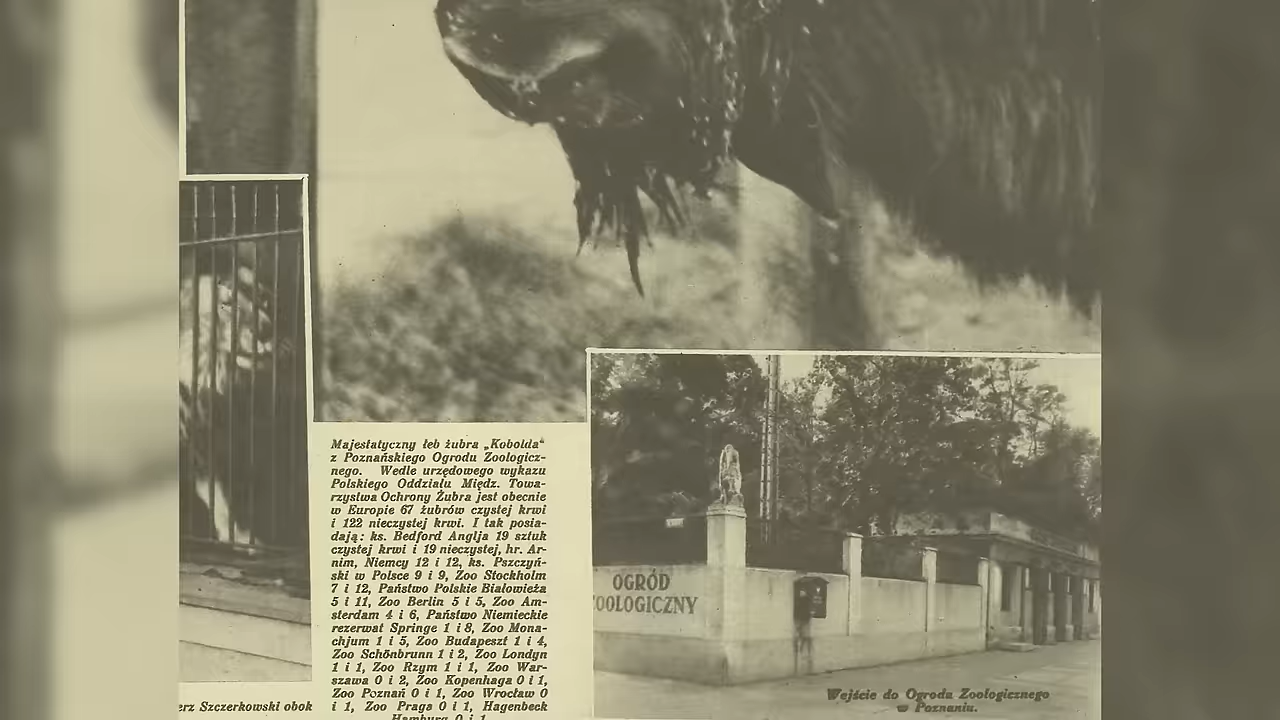 Majestatyczny łeb żubra „Kobolda“
z Poznańskiego Ogrodu Zoologicz-
nego. Wedle urzędowego wykazu
Polskiego Oddziału Międz. Towa-
rzystwa Ochrony Żubra jest obecnie
w Europie 67 żubrów czystej krwi
i 122 nieczystej krwi. I tak posia-
dają: ks. Bedford Anglja 19 sztuk
czystej krwi i 19 nieczystej, hr. Ar-
nim, Niemcy 12 i 12, ks. Pszczyń-
ski w Polsce 9 i 9, Zoo Stockholm
7 i 12, Państwo Polskie Białowieża
5 i 11, Zoo Berlin 5 i 5, Zoo Am-
sterdam 4 i 6, Państwo Niemieckie
rezerwat Springe 1 i 8, Zoo Mona-
chjum 1 i 5, Zoo Budapeszt 1 i 4,
Zoo Schönbrunn 1 i 2, Zoo Londyn
1 i 1, Zoo Rzym 1 i 1, Zoo War-
szawa 0 i 2, Zoo Kopenhaga 0 i 1,
Zoo Poznań 0 i 1, Zoo Wrocław 0
i 1, Zoo Praga 0 i 1, Hagenbeck
Hamburg 0 i 1
erz Szczerkowski obok
OGRÓD
ZOOLOGICZNY
Wejście do Ogrodu Zoologicznego
w Poznaniu.